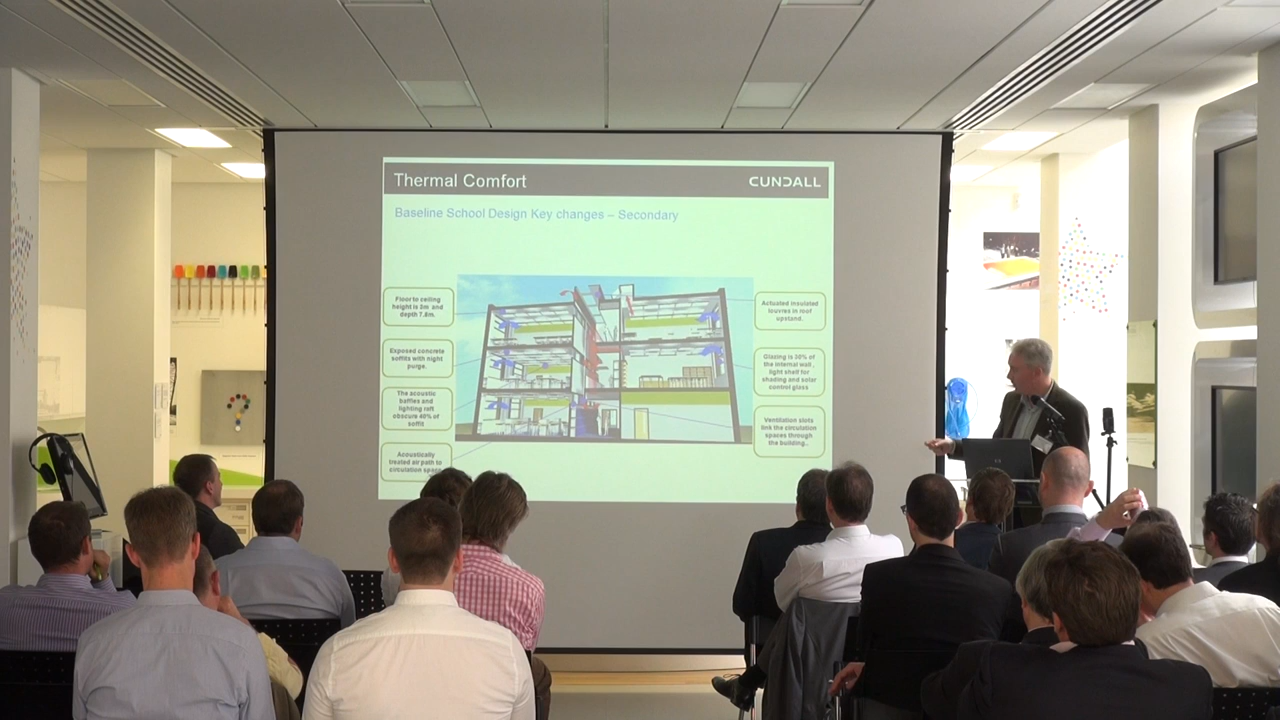 Thermal Comfort
CUNDALL
Baseline School Design Key changes – Secondary
Floor to ceiling
height is 3m and
depth 7.8m.
Exposed concrete
soffits with night
purge.
The acoustic
baffles and
lighting raft
obscure 40% of
soffit
Acoustically
treated air path to
circulation space
Actuated insulated
louvres in roof
upstand.
Glazing is 30% of
the internal wall,
light shelf for
shading and solar
control glass
Ventilation slots
link the circulation
spaces through
the building..